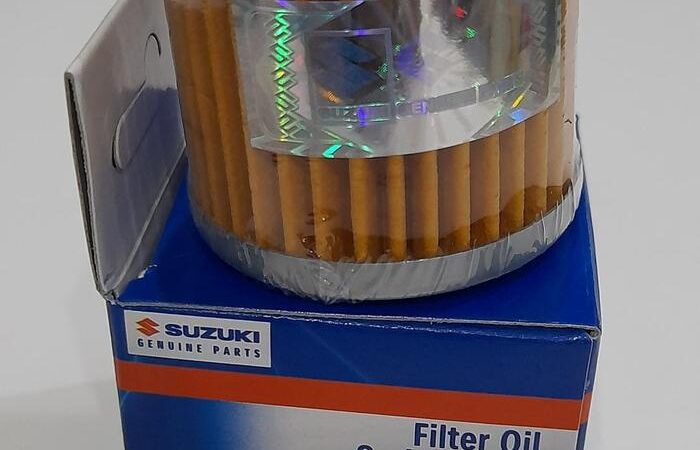 SUZUKI
GENUINE PARTS
Filter Oil